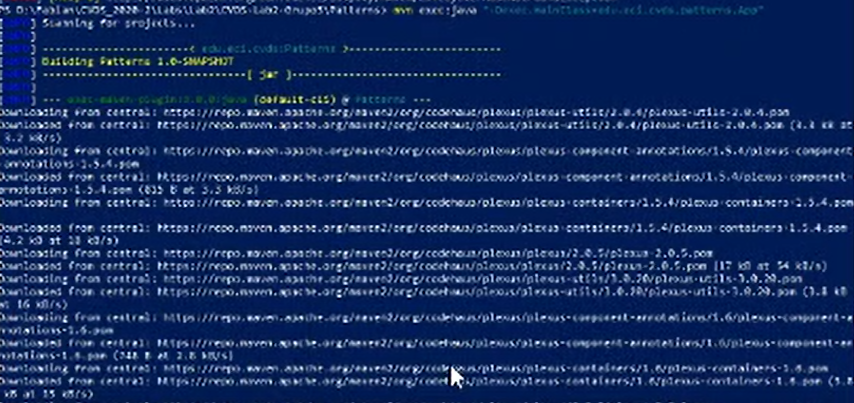 \CVDS_2020-2\Labs\Lab2\CVDS-Lab2-Grupo5\Patterns> mvn exec:java "-Dexec.mainClass=edu.eci.cvds.patterns.App"
Scanning for projects...
--< edu.eci.cvds:Patterns >--
Building Patterns 1.0-SNAPSHOT
--[ jar ]--
--- exec-maven-plugin: :java (default-cli) @ Patterns ---
Downloading from central: https://repo.maven.apache.org/maven2/org/codehaus/plexus/plexus-utils/2.0.4/plexus-utils-2.0.4.pom
Downloaded from central: https://repo.maven.apache.org/maven2/org/codehaus/plexus/plexus-utils/2.0.4/plexus-utils-2.0.4.pom (3.3 kB at
3.2 kB/s)
Downloading from central: https://repo.maven.apache.org/maven2/org/codehaus/plexus/plexus-component-annotations/1.5.4/plexus-component
-annotations-1.5.4.pom
Downloaded from central: https://repo.maven.apache.org/maven2/org/codehaus/plexus/plexus-component-annotations/1.5.4/plexus-component-
annotations-1.5.4.pom (815 B at 3.3 kB/s)
Downloading from central: https://repo.maven.apache.org/maven2/org/codehaus/plexus/plexus-containers/1.5.4/plexus-containers-1.5.4.pom
Downloaded from central: https://repo.maven.apache.org/maven2/org/codehaus/plexus/plexus-containers/1.5.4/plexus-containers-1.5.4.pom
(4.2 kB at 18 kB/s)
Downloading from central: https://repo.maven.apache.org/maven2/org/codehaus/plexus/plexus/2.0.5/plexus-2.0.5.pom
Downloaded from central: https://repo.maven.apache.org/maven2/org/codehaus/plexus/plexus/2.0.5/plexus-2.0.5.pom (17 kB at 54 kB/s)
Downloading from central: https://repo.maven.apache.org/maven2/org/codehaus/plexus/plexus-utils/3.0.20/plexus-utils-3.0.20.pom
Downloaded from central: https://repo.maven.apache.org/maven2/org/codehaus/plexus/plexus-utils/3.0.20/plexus-utils-3.0.20.pom (3.8 kB
at 16 kB/s)
Downloading from central: https://repo.maven.apache.org/maven2/org/codehaus/plexus/plexus-component-annotations/1.6/plexus-component-a
nnotations-1.6.pom
Downloaded from central: https://repo.maven.apache.org/maven2/org/codehaus/plexus/plexus-component-annotations/1.6/plexus-component-an
notations-1.6.pom (748 B at 2.8 kB/s)
Downloading from central: https://repo.maven.apache.org/maven2/org/codehaus/plexus/plexus-containers/1.6/plexus-containers-1.6.pom
Downloaded from central: https://repo.maven.apache.org/maven2/org/codehaus/plexus/plexus-containers/1.6/plexus-containers-1.6.pom (3.8
kB at 15 kB/s)